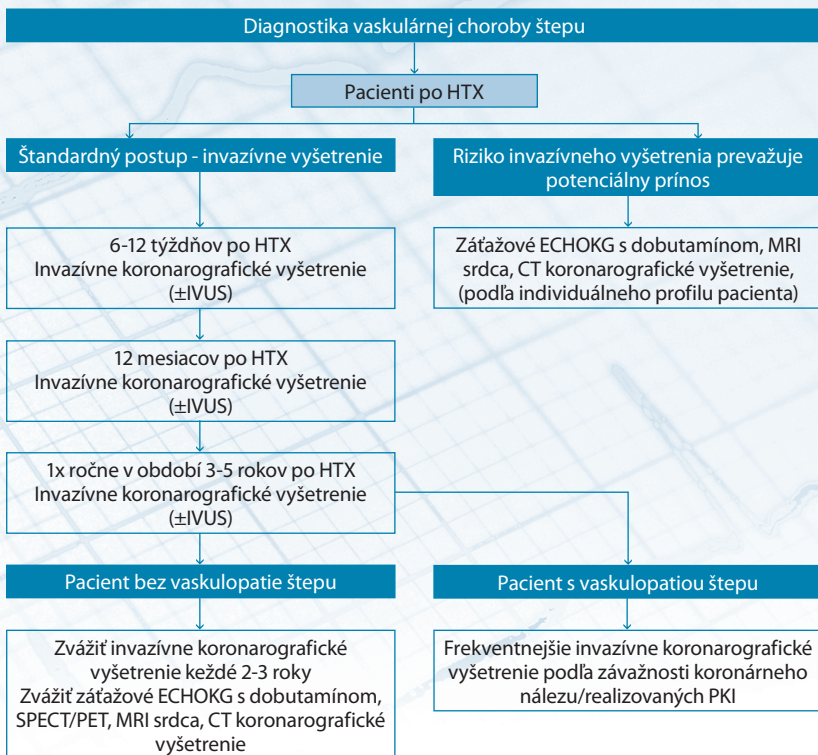 Diagnostika vaskulárnej choroby štepu
Pacienti po HTX
Štandardný postup - invazívne vyšetrenie
Riziko invazívneho vyšetrenia prevažuje
potenciálny prínos
6-12 týždňov po HTX
Invazívne koronarografické vyšetrenie
(±IVUS)
Záťažové ECHOKG s dobutamínom, MRI
srdca, CT koronarografické vyšetrenie,
(podľa individuálneho profilu pacienta)
12 mesiacov po HTX
Invazívne koronarografické vyšetrenie
(±IVUS)
1x ročne v období 3-5 rokov po HTX
Invazívne koronarografické vyšetrenie
(±IVUS)
Pacient bez vaskulopatie štepu
Pacient s vaskulopatiou štepu
Zvážiť invazívne koronarografické
vyšetrenie keždé 2-3 roky
Zvážiť záťažové ECHOKG s dobutamínom,
SPECT/PET, MRI srdca, CT koronarografické
vyšetrenie
Frekventnejšie invazívne koronarografické
vyšetrenie podľa závažnosti koronárneho
nálezu/realizovaných PKI